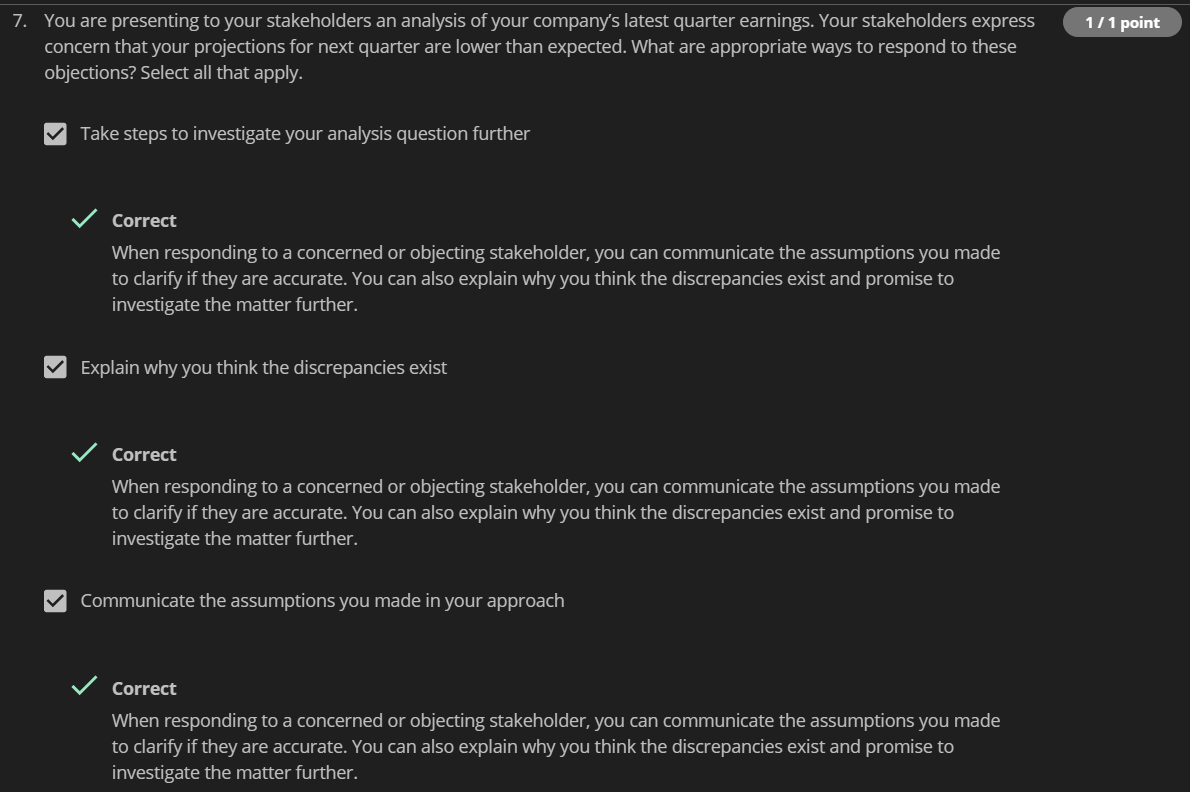 7. You are presenting to your stakeholders an analysis of your company's latest quarter earnings. Your stakeholders express
1 / 1 point
concern that your projections for next quarter are lower than expected. What are appropriate ways to respond to these
objections? Select all that apply.
Take steps to investigate your analysis question further
Correct
When responding to a concerned or objecting stakeholder, you can communicate the assumptions you made
to clarify if they are accurate. You can also explain why you think the discrepancies exist and promise to
investigate the matter further.
Explain why you think the discrepancies exist
Correct
When responding to a concerned or objecting stakeholder, you can communicate the assumptions you made
to clarify if they are accurate. You can also explain why you think the discrepancies exist and promise to
investigate the matter further.
Communicate the assumptions you made in your approach
Correct
When responding to a concerned or objecting stakeholder, you can communicate the assumptions you made
to clarify if they are accurate. You can also explain why you think the discrepancies exist and promise to
investigate the matter further.